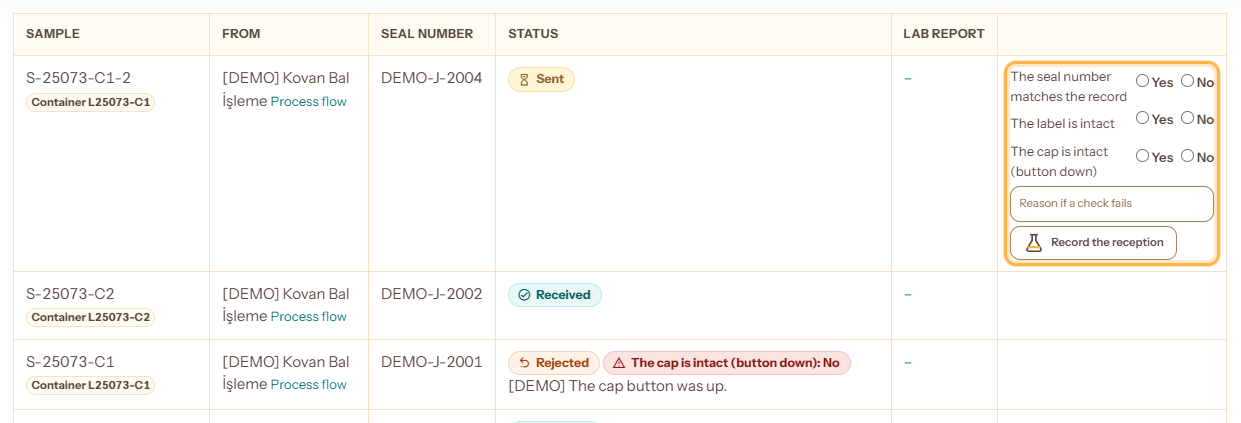 SAMPLE FROM SEAL NUMBER STATUS LAB REPORT
S-25073-C1-2
Container L25073-C1
[DEMO] Kovan Bal
İşleme Process flow
DEMO-J-2004
Sent
–
The seal number
matches the record
Yes No
The label is intact
Yes No
The cap is intact
(button down)
Yes No
Reason if a check fails
Record the reception
S-25073-C2
Container L25073-C2
[DEMO] Kovan Bal
İşleme Process flow
DEMO-J-2002
Received
–
S-25073-C1
Container L25073-C1
[DEMO] Kovan Bal
İşleme Process flow
DEMO-J-2001
Rejected The cap is intact (button down): No
[DEMO] The cap button was up.
–